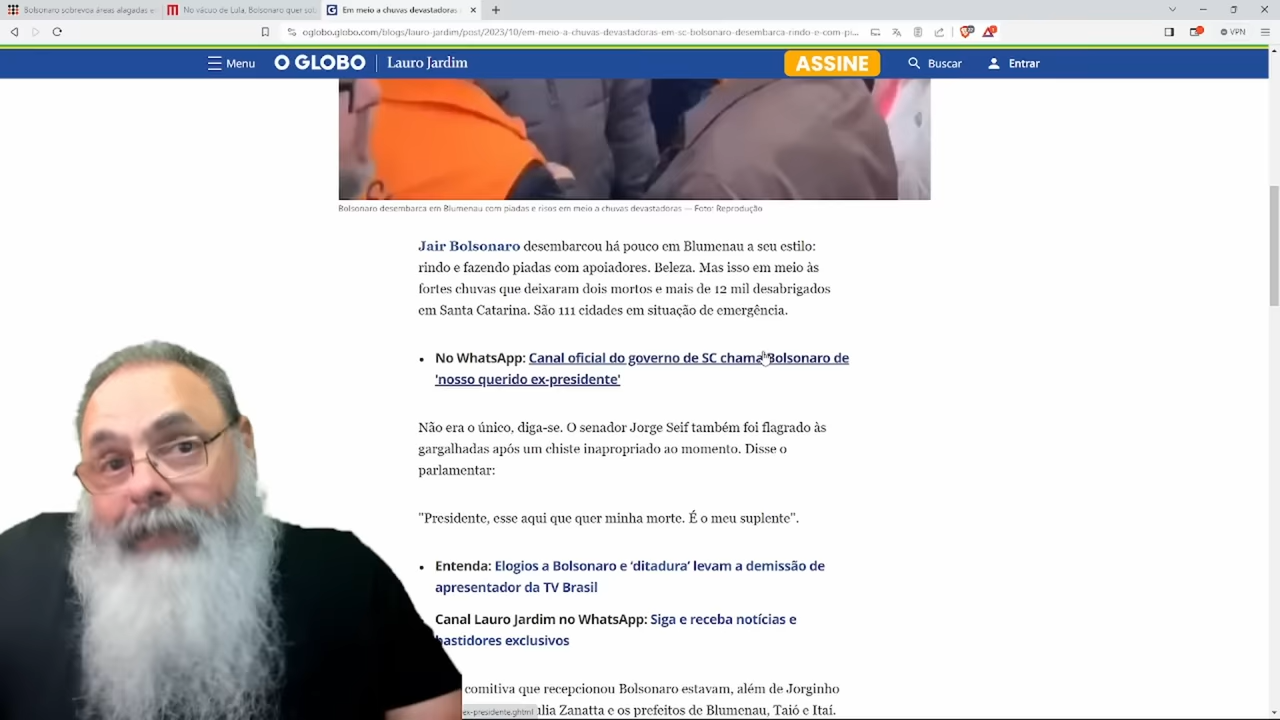 Bolsonaro sobrevoa áreas alagadas e
No vácuo de Lula, Bolsonaro quer sol
Em meio a chuvas devastadoras
oglobo.globo.com/blogs/lauro-jardim/post/2023/10/em-meio-a-chuvas-devastadoras-em-sc-bolsonaro-desembarca-rindo-e-com-pi...
VPN
Menu
O GLOBO
Lauro Jardim
ASSINE
Buscar
Entrar
Bolsonaro desembarca em Blumenau com piadas e risos em meio a chuvas devastadoras — Foto: Reprodução
Jair Bolsonaro desembarcou há pouco em Blumenau a seu estilo:
rindo e fazendo piadas com apoiadores. Beleza. Mas isso em meio às
fortes chuvas que deixaram dois mortos e mais de 12 mil desabrigados
em Santa Catarina. São 111 cidades em situação de emergência.
• No WhatsApp: Canal oficial do governo de SC chama Bolsonaro de
'nosso querido ex-presidente'
Não era o único, diga-se. O senador Jorge Seif também foi flagrado às
gargalhadas após um chiste inapropriado ao momento. Disse o
parlamentar:
"Presidente, esse aqui que quer minha morte. É o meu suplente".
• Entenda: Elogios a Bolsonaro e 'ditadura' levam a demissão de
apresentador da TV Brasil
Canal Lauro Jardim no WhatsApp: Siga e receba notícias e
bastidores exclusivos
comitiva que recepcionou Bolsonaro estavam, além de Jorginho
ulia Zanatta e os prefeitos de Blumenau, Taió e Itaí.
ex-presidente.ghtml